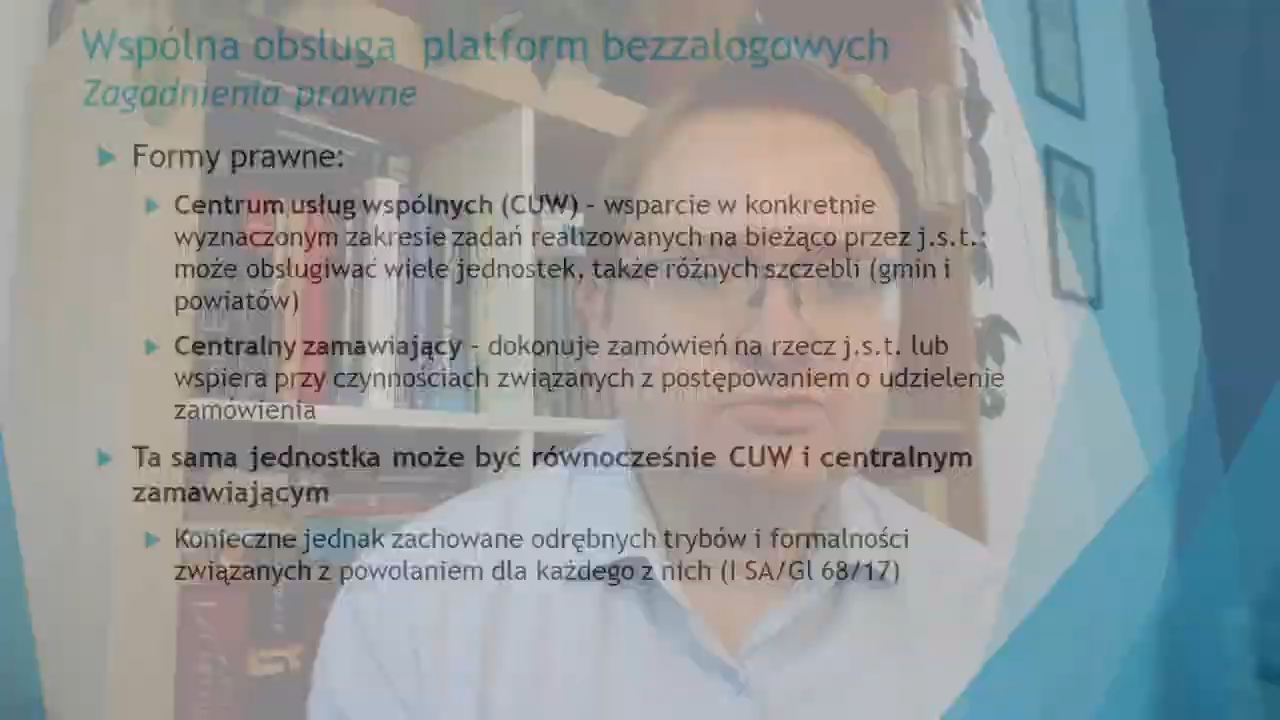 Wspólna obsługa platform bezzałogowych
Zagadnienia prawne
Formy prawne:
Centrum usług wspólnych (CUW) - wsparcie w konkretnie
wyznaczonym zakresie zadań realizowanych na bieżąco przez j.s.t.;
może obsługiwać wiele jednostek, także różnych szczebli (gmin i
powiatów)
Centralny zamawiający - dokonuje zamówień na rzecz j.s.t. lub
wspiera przy czynnościach związanych z postępowaniem o udzielenie
zamówienia
Ta sama jednostka może być równocześnie CUW i centralnym
zamawiającym
Konieczne jednak zachowane odrębnych trybów i formalności
związanych z powołaniem dla każdego z nich (I SA/Gl 68/17)